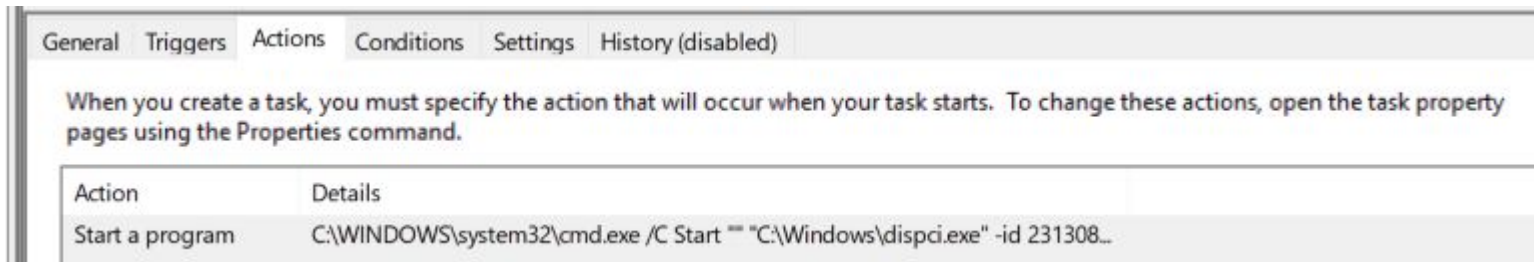 General Triggers Actions Conditions Settings History (disabled)
When you create a task, you must specify the action that will occur when your task starts. To change these actions, open the task property
pages using the Properties command.
Action Details
Start a program C:\WINDOWS\system32\cmd.exe /C Start "" "C:\Windows\dispci.exe" -id 231308...